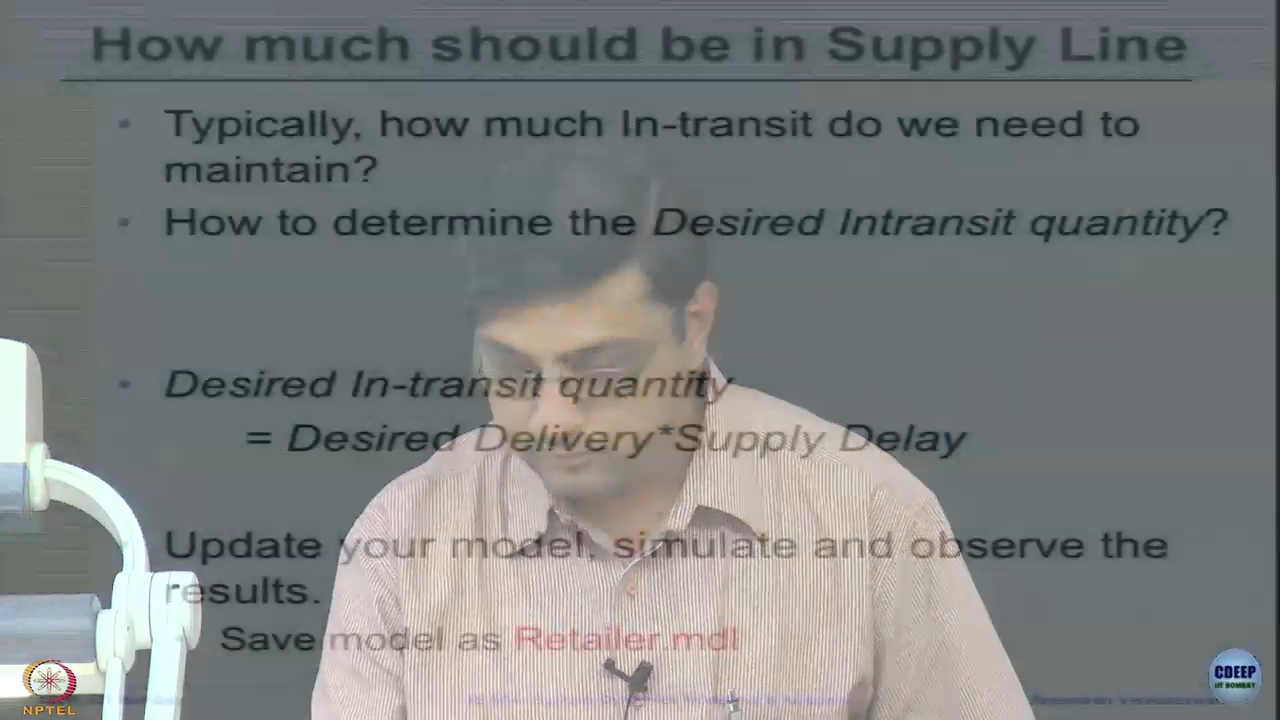 How much should be in Supply Line
• Typically, how much In-transit do we need to
maintain?
• How to determine the Desired Intransit quantity?
• Desired In-transit quantity
= Desired Delivery*Supply Delay
Update your model, simulate and observe the
results.
Save model as Retailer.mdl
CDEEP
IIT BOMBAY
NPTEL